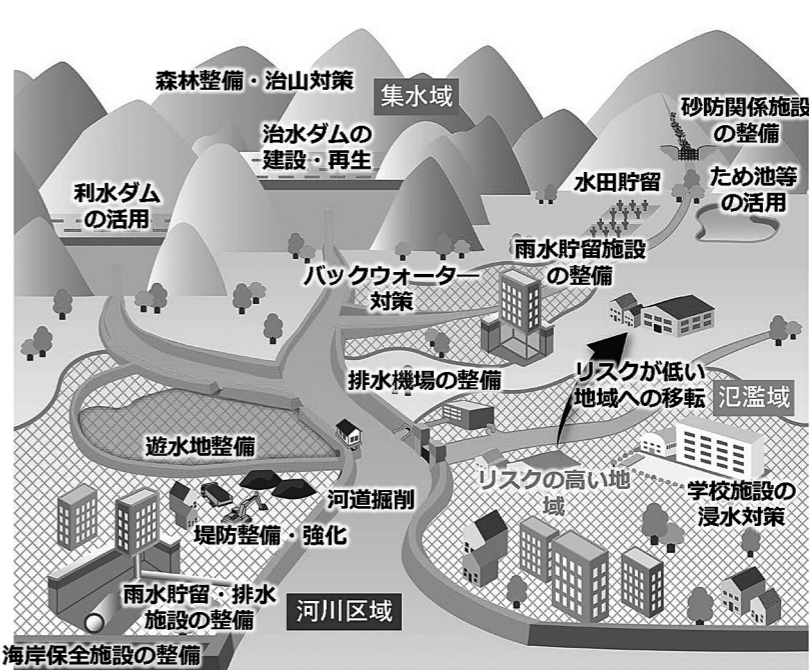 森林整備・治山対策
集水域
砂防関係施設
の整備
治水ダムの
建設・再生
水田貯留
ため池等
の活用
利水ダム
の活用
雨水貯留施設
の整備
バックウォーター
対策
排水機場の整備
リスクが低い
地域への移転
氾濫域
遊水地整備
リスクの高い地
域
学校施設の
浸水対策
河道掘削
堤防整備・強化
雨水貯留・排水
施設の整備
河川区域
海岸保全施設の整備